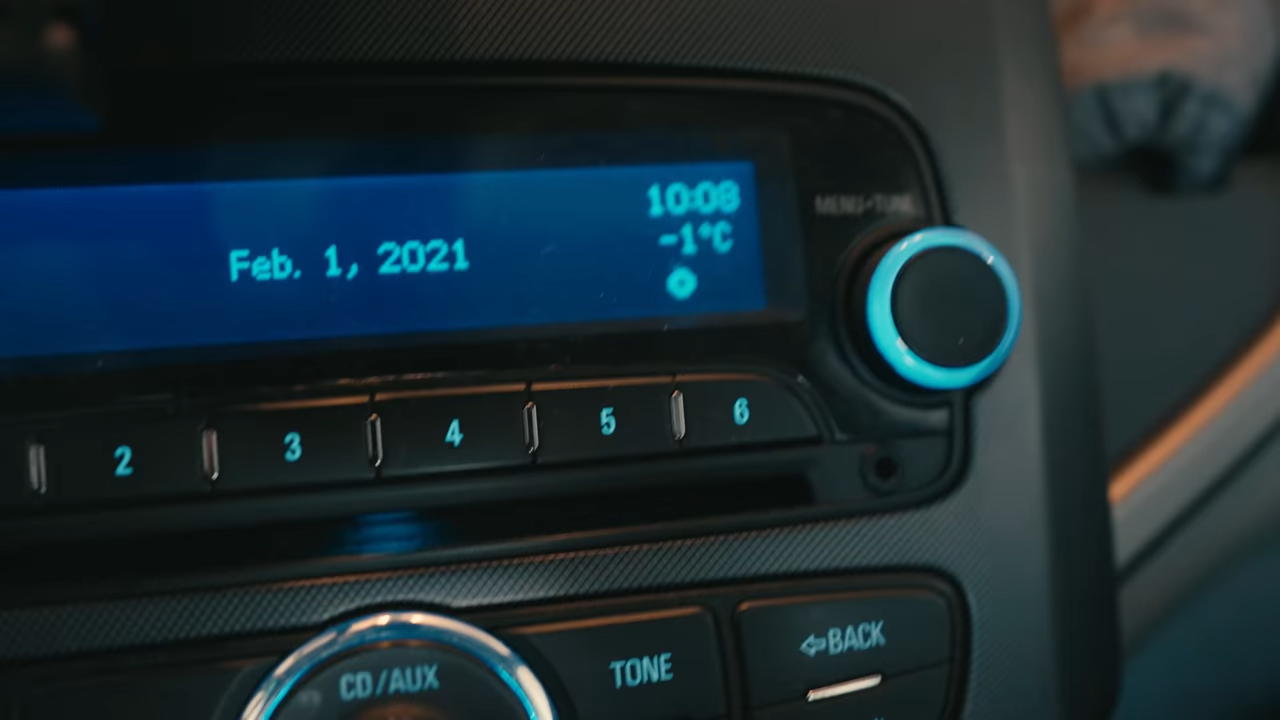 10:08
-1°C
Feb. 1, 2021
MENU•TUNE
2 3 4 5 6
CD/AUX
TONE
⇦BACK